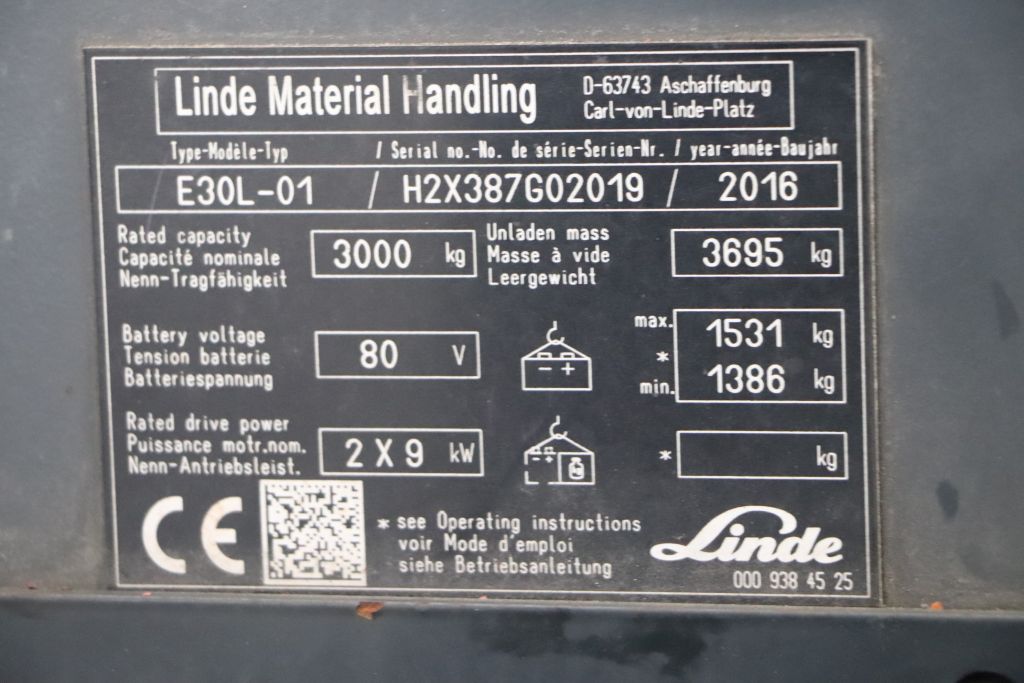 Linde Material Handling
D-63743 Aschaffenburg
Carl-von-Linde-Platz
Type-Modèle-Typ / Serial no.-No. de série-Serien-Nr. / year-année-Baujahr
E30L-01 / H2X387G02019 / 2016
Rated capacity
Capacité nominale
Nenn-Tragfähigkeit
3000 kg
Unladen mass
Masse à vide
Leergewicht
3695 kg
Battery voltage
Tension batterie
Batteriespannung
80 V
- +
max. 1531 kg
*
min. 1386 kg
Rated drive power
Puissance motr.nom.
Nenn-Antriebsleist.
2 X 9 kW
- +
* kg
CE
* see Operating instructions
voir Mode d'emploi
siehe Betriebsanleitung
Linde
000 938 45 25